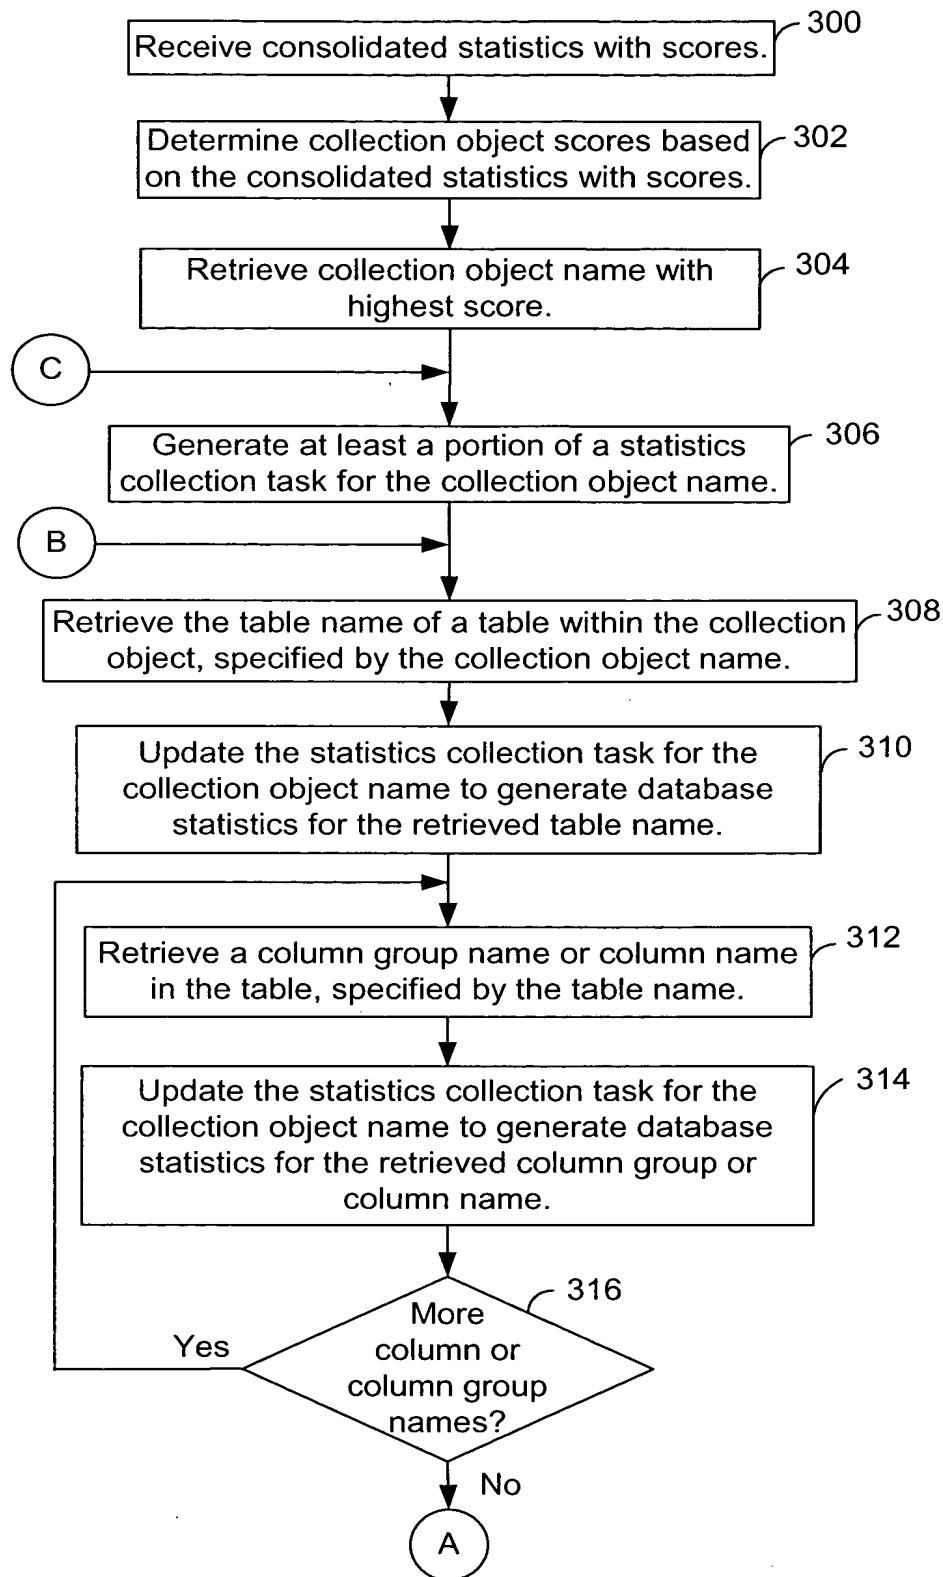 300
Receive consolidated statistics with scores.
302
Determine collection object scores based
on the consolidated statistics with scores.
304
Retrieve collection object name with
highest score.
C
306
Generate at least a portion of a statistics
collection task for the collection object name.
B
308
Retrieve the table name of a table within the collection
object, specified by the collection object name.
310
Update the statistics collection task for the
collection object name to generate database
statistics for the retrieved table name.
312
Retrieve a column group name or column name
in the table, specified by the table name.
314
Update the statistics collection task for the
collection object name to generate database
statistics for the retrieved column group or
column name.
316
More
column or
column group
names?
Yes
No
A